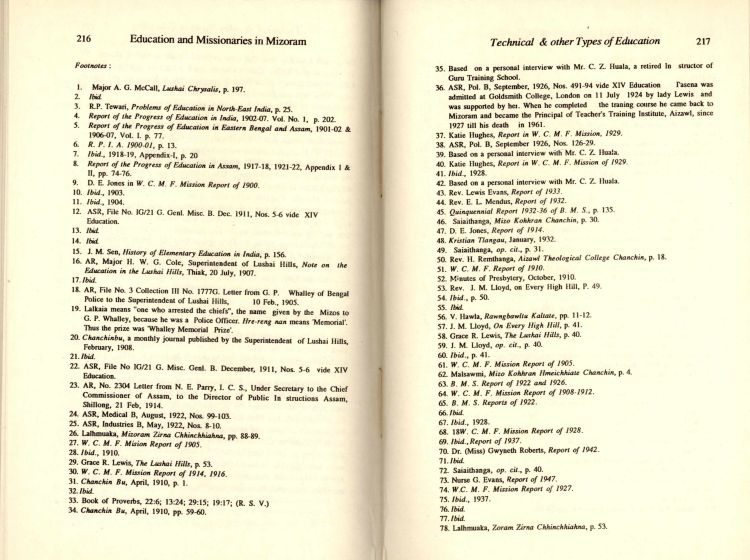 216 Education and Missionaries in Mizoram
Footnotes :
1. Major A. G. McCall, Lushai Chrysalis, p. 197.
2. Ibid.
3. R.P. Tewari, Problems of Education in North-East India, p. 25.
4. Report of the Progress of Education in India, 1902-07. Vol. No. 1, p. 202.
5. Report of the Progress of Education in Eastern Bengal and Assam, 1901-02 &
1906-07, Vol. I. p. 77.
6. R. P. I. A. 1900-01, p. 13.
7. Ibid., 1918-19, Appendix-I, p. 20
8. Report of the Progress of Education in Assam, 1917-18, 1921-22, Appendix I &
II, pp. 74-76.
9. D. E. Jones in W. C. M. F. Mission Report of 1900.
10. Ibid., 1903.
11. Ibid., 1904.
12. ASR, File No. IG/21 G. Genl. Misc. B. Dec. 1911, Nos. 5-6 vide XIV
Education.
13. Ibid.
14. Ibid.
15. J. M. Sen, History of Elementary Education in India, p. 156.
16. AR, Major H. W. G. Cole, Superintendent of Lushai Hills, Note on the
Education in the Lushai Hills, Thiak, 20 July, 1907.
17. Ibid.
18. AR, File No. 3 Collection III No. 1777G. Letter from G. P. Whalley of Bengal
Police to the Superintendent of Lushai Hills, 10 Feb., 1905.
19. Lalkaia means "one who arrested the chiefs", the name given by the Mizos to
G. P. Whalley, because he was a Police Officer. Hre-reng nan means 'Memorial'.
Thus the prize was 'Whalley Memorial Prize'.
20. Chanchinbu, a monthly journal published by the Superintendent of Lushai Hills,
February, 1908.
21. Ibid.
22. ASR, File No IG/21 G. Misc. Genl. B. December, 1911, Nos. 5-6 vide XIV
Education.
23. AR, No. 2304 Letter from N. E. Parry, I. C. S., Under Secretary to the Chief
Commissioner of Assam, to the Director of Public In structions Assam,
Shillong, 21 Feb, 1914.
24. ASR, Medical B, August, 1922, Nos. 99-103.
25. ASR, Industries B, May, 1922, Nos. 8-10.
26. Lalhmuaka, Mizoram Zirna Chhinchhiahna, pp. 88-89.
27. W. C. M. F. Mision Report of 1905.
28. Ibid., 1910.
29. Grace R. Lewis, The Lushai Hills, p. 53.
30. W. C. M. F. Mission Report of 1914, 1916.
31. Chanchin Bu, April, 1910, p. 1.
32. Ibid.
33. Book of Proverbs, 22:6; 13:24; 29:15; 19:17; (R. S. V.)
34. Chanchin Bu, April, 1910, pp. 59-60.
Technical & other Types of Education 217
35. Based on a personal interview with Mr. C. Z. Huala, a retired In structor of
Guru Training School.
36. ASR, Pol. B, September, 1926, Nos. 491-94 vide XIV Education Pasena was
admitted at Goldsmith College, London on 11 July 1924 by lady Lewis and
was supported by her. When he completed the traning course he came back to
Mizoram and became the Principal of Teacher's Training Institute, Aizawl, since
1927 till his death in 1961.
37. Katie Hughes, Report in W. C. M. F. Mission, 1929.
38. ASR, Pol. B, September 1926, Nos. 126-29.
39. Based on a personal interview with Mr. C. Z. Huala.
40. Katie Hughes, Report in W. C. M. F. Mission of 1929.
41. Ibid., 1928.
42. Based on a personal interview with Mr. C. Z. Huala.
43. Rev. Lewis Evans, Report of 1933.
44. Rev. E. L. Mendus, Report of 1932.
45. Quinquennial Report 1932-36 of B. M. S., p. 135.
46. Saiaithinga, Mizo Kohhran Chanchin, p. 30.
47. D. E. Jones, Report of 1914.
48. Kristian Tlangau, January, 1932.
49. Saiaithanga, op. cit., p. 31.
50. Rev. H. Remthanga, Aizawl Theological College Chanchin, p. 18.
51. W. C. M. F. Report of 1910.
52. Minutes of Presbytery, October, 1910.
53. Rev. J. M. Lloyd, on Every High Hill, P. 49.
54. Ibid., p. 50.
55. Ibid.
56. V. Hawla, Rawngbawltu Kaltate, pp. 11-12.
57. J. M. Lloyd, On Every High Hill, p. 41.
58. Grace R. Lewis, The Lushai Hills, p. 40.
59. J. M. Lloyd, op. cit., p. 40.
60. Ibid., p. 41.
61. W. C. M. F. Mission Report of 1905.
62. Malsawmi, Mizo Kohhran Hmeichhiate Chanchin, p. 4.
63. B. M. S. Report of 1922 and 1926.
64. W. C. M. F. Mission Report of 1908-1912.
65. B. M. S. Reports of 1922.
66. Ibid.
67. Ibid., 1928.
68. 18W. C. M. F. Mission Report of 1928.
69. Ibid., Report of 1937.
70. Dr. (Miss) Gwyneth Roberts, Report of 1942.
71. Ibid.
72. Saiaithanga, op. cit., p. 40.
73. Nurse G. Evans, Report of 1947.
74. W.C. M. F. Mission Report of 1927.
75. Ibid., 1937.
76. Ibid.
77. Ibid.
78. Lalhmuaka, Zoram Zirna Chhinchhiahna, p. 53.